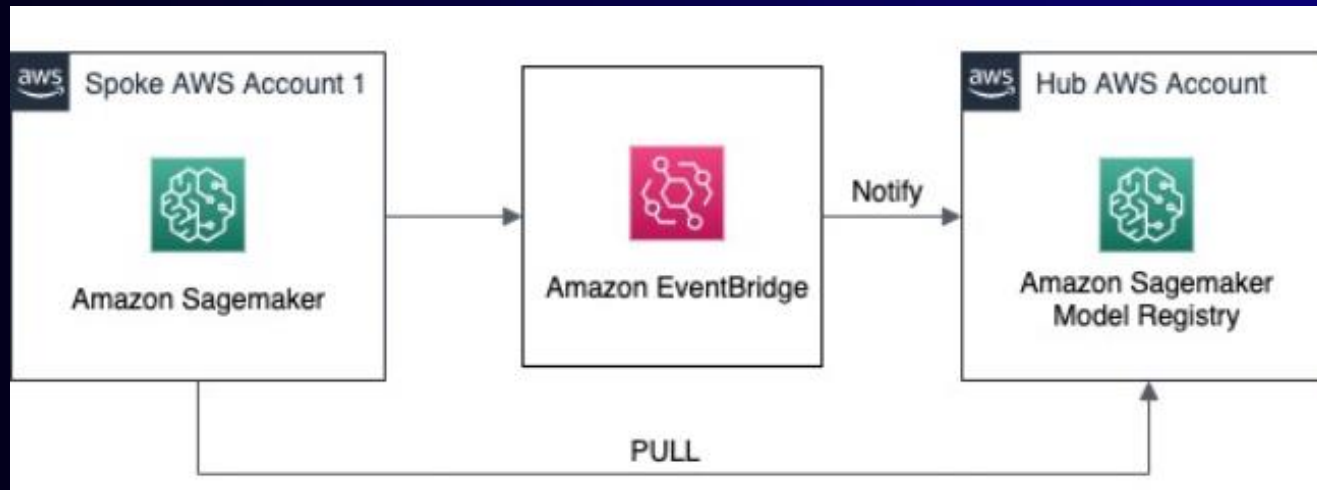 aws
Spoke AWS Account 1
Amazon Sagemaker
Amazon EventBridge
Notify
aws
Hub AWS Account
Amazon Sagemaker
Model Registry
PULL